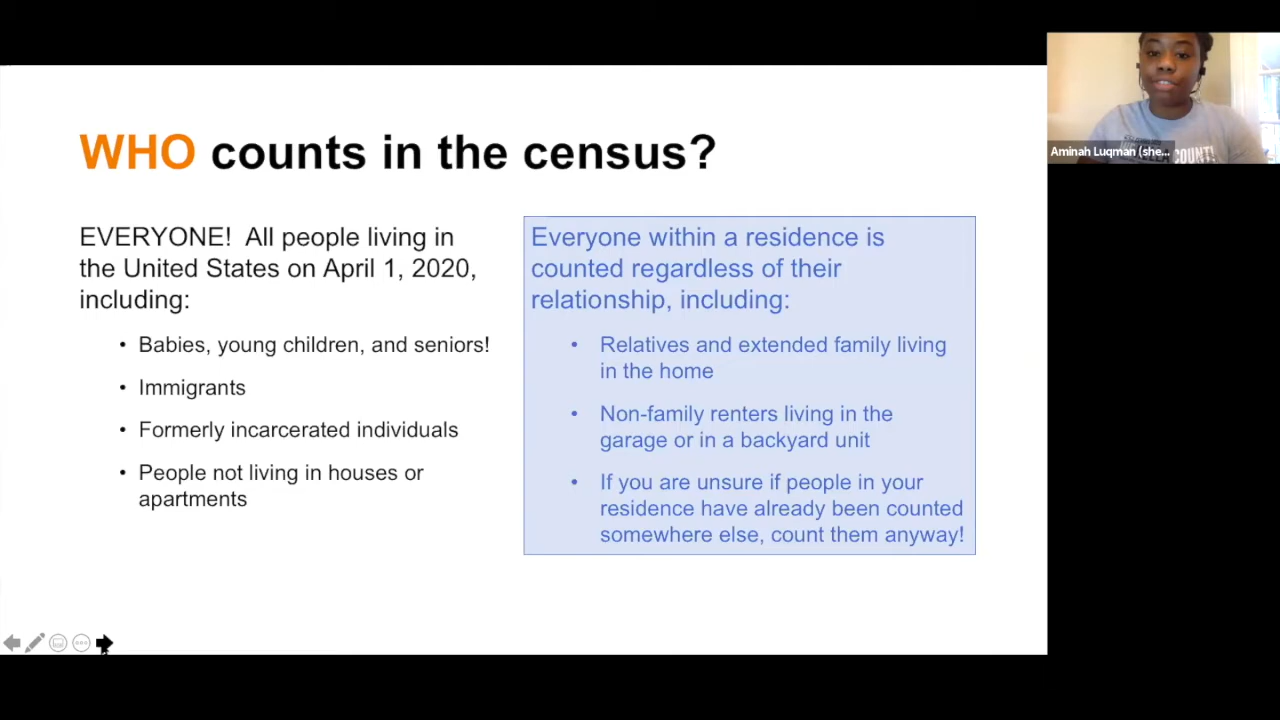 WHO counts in the census?
EVERYONE! All people living in
the United States on April 1, 2020,
including:
• Babies, young children, and seniors!
• Immigrants
• Formerly incarcerated individuals
• People not living in houses or
apartments
Everyone within a residence is
counted regardless of their
relationship, including:
• Relatives and extended family living
in the home
• Non-family renters living in the
garage or in a backyard unit
• If you are unsure if people in your
residence have already been counted
somewhere else, count them anyway!
COUNT!
Aminah Luqman (she...